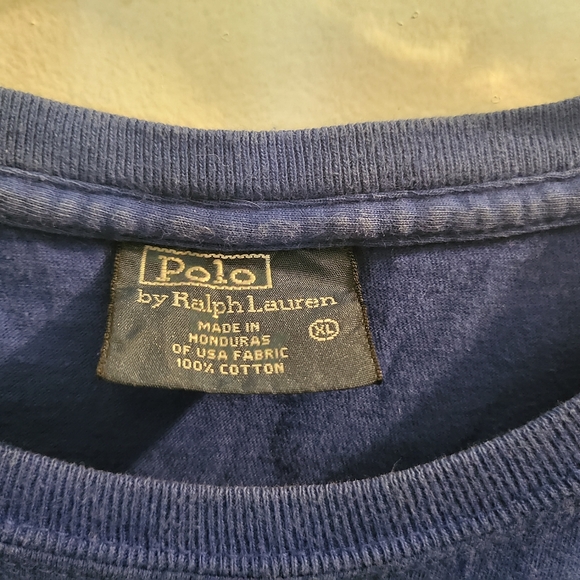 Polo
by Ralph Lauren
XL
MADE IN
HONDURAS
OF USA FABRIC
100% COTTON